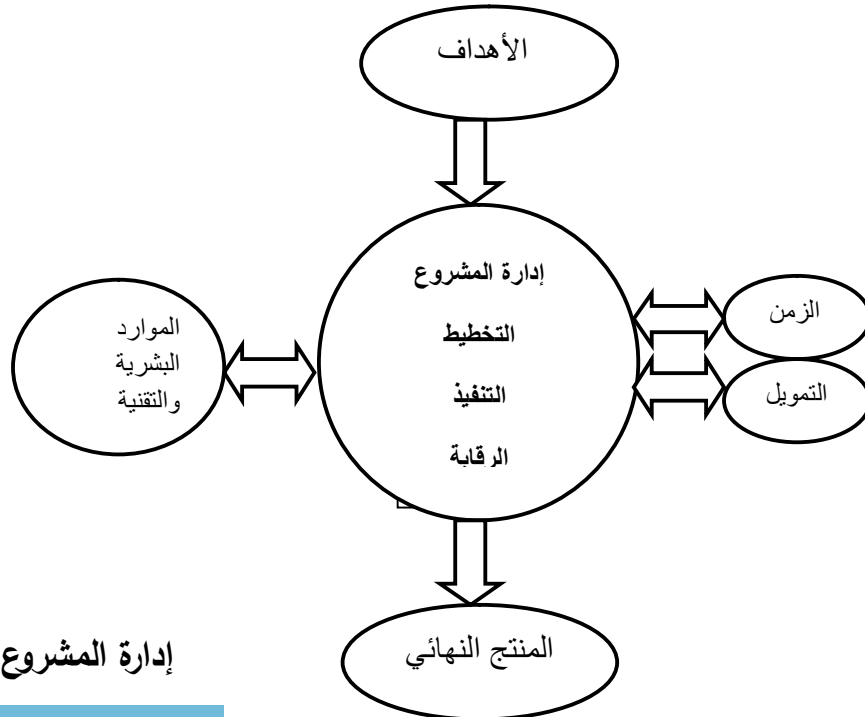 الأهداف
إدارة المشروع
التخطيط
التنفيذ
الرقابة
الزمن
التمويل
الموارد
البشرية
والتقنية
المنتج النهائي
إدارة المشروع